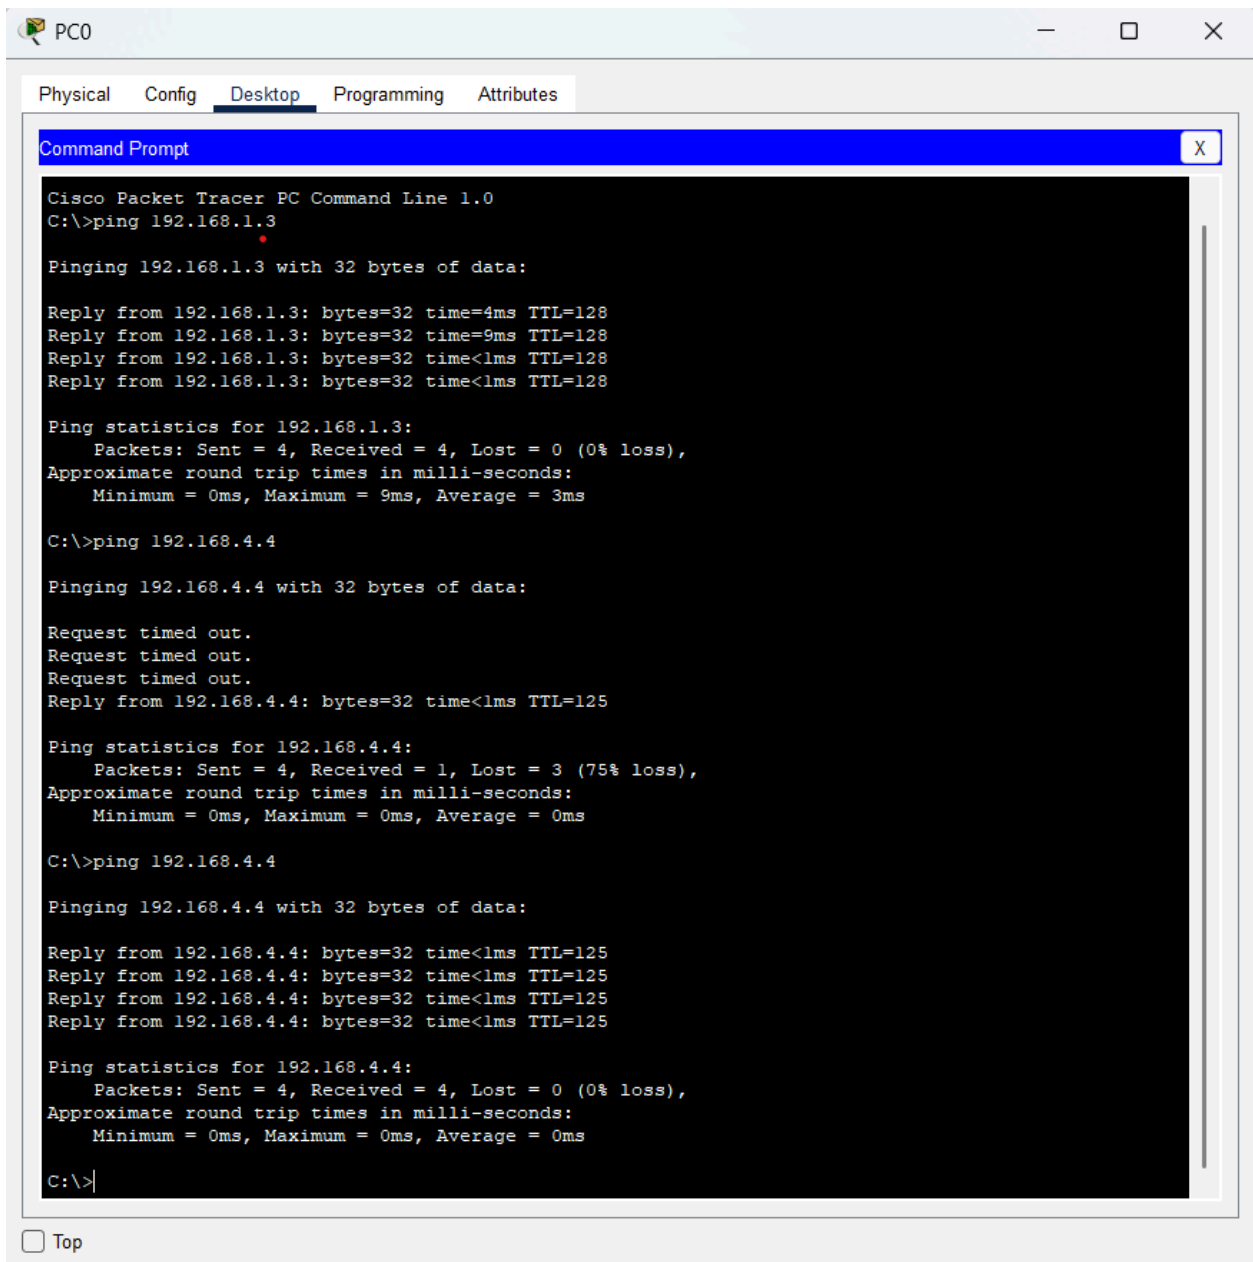 PC0
Physical Config Desktop Programming Attributes
Command Prompt X
Cisco Packet Tracer PC Command Line 1.0
C:\>ping 192.168.1.3
Pinging 192.168.1.3 with 32 bytes of data:
Reply from 192.168.1.3: bytes=32 time=4ms TTL=128
Reply from 192.168.1.3: bytes=32 time=9ms TTL=128
Reply from 192.168.1.3: bytes=32 time<1ms TTL=128
Reply from 192.168.1.3: bytes=32 time<1ms TTL=128
Ping statistics for 192.168.1.3:
    Packets: Sent = 4, Received = 4, Lost = 0 (0% loss),
Approximate round trip times in milli-seconds:
    Minimum = 0ms, Maximum = 9ms, Average = 3ms
C:\>ping 192.168.4.4
Pinging 192.168.4.4 with 32 bytes of data:
Request timed out.
Request timed out.
Request timed out.
Reply from 192.168.4.4: bytes=32 time<1ms TTL=125
Ping statistics for 192.168.4.4:
    Packets: Sent = 4, Received = 1, Lost = 3 (75% loss),
Approximate round trip times in milli-seconds:
    Minimum = 0ms, Maximum = 0ms, Average = 0ms
C:\>ping 192.168.4.4
Pinging 192.168.4.4 with 32 bytes of data:
Reply from 192.168.4.4: bytes=32 time<1ms TTL=125
Reply from 192.168.4.4: bytes=32 time<1ms TTL=125
Reply from 192.168.4.4: bytes=32 time<1ms TTL=125
Reply from 192.168.4.4: bytes=32 time<1ms TTL=125
Ping statistics for 192.168.4.4:
    Packets: Sent = 4, Received = 4, Lost = 0 (0% loss),
Approximate round trip times in milli-seconds:
    Minimum = 0ms, Maximum = 0ms, Average = 0ms
C:\>
Top